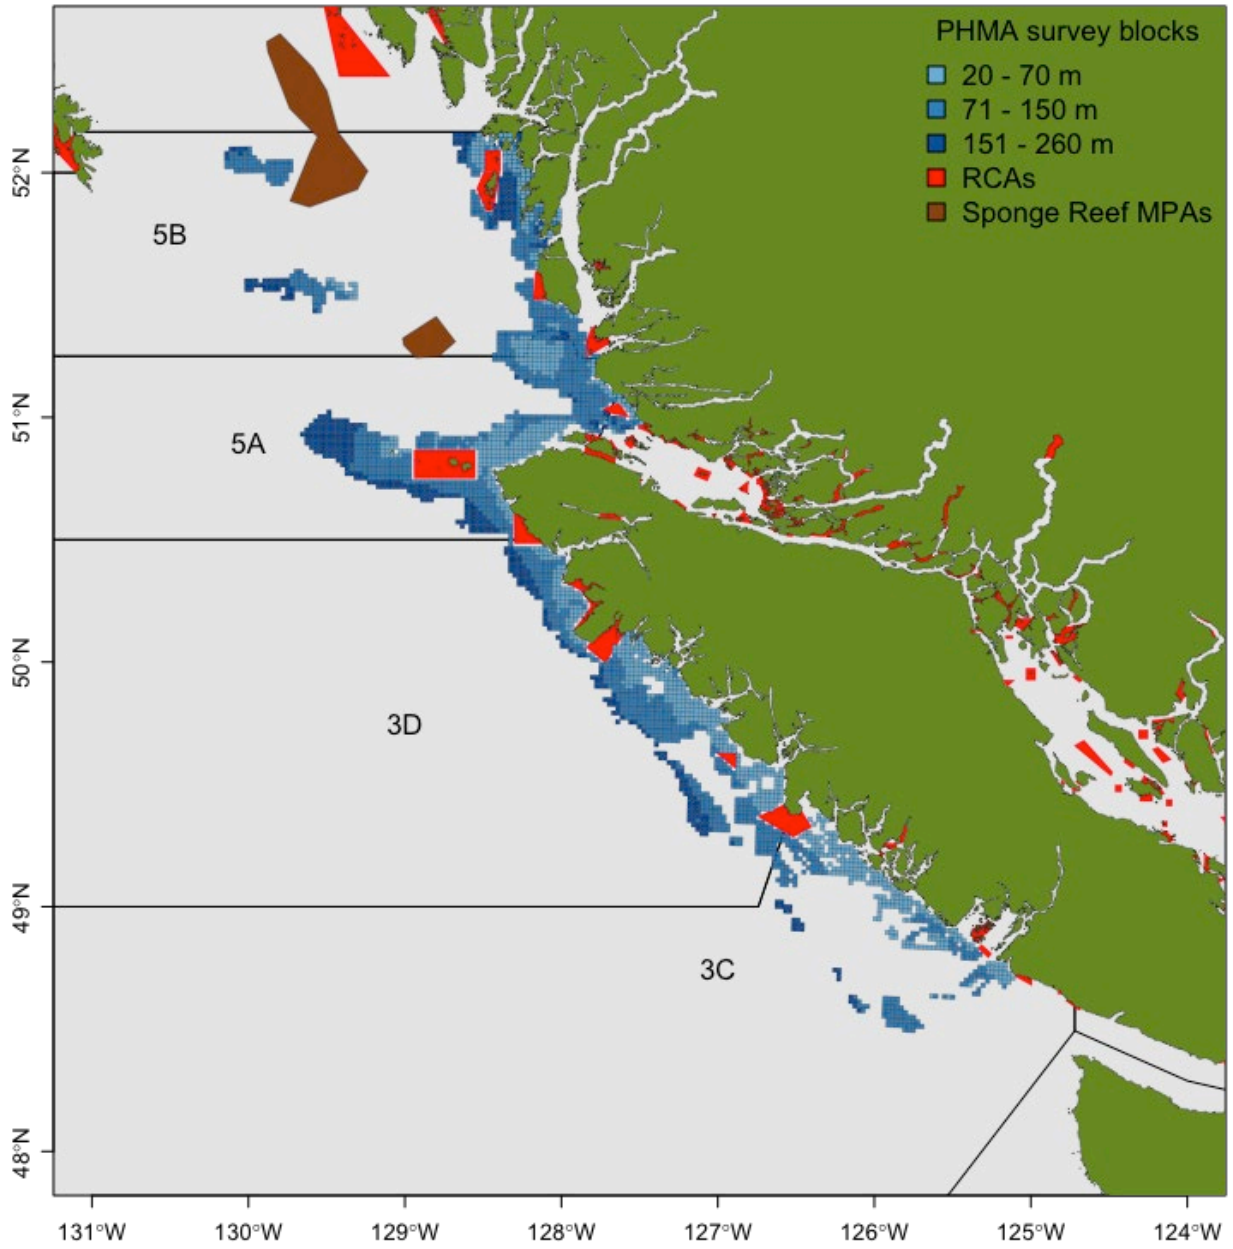 PHMA survey blocks
20 - 70 m
71 - 150 m
151 - 260 m
RCAs
Sponge Reef MPAs
52°N
5B
51°N
5A
50°N
3D
49°N
3C
48°N
131°W 130°W 129°W 128°W 127°W 126°W 125°W 124°W